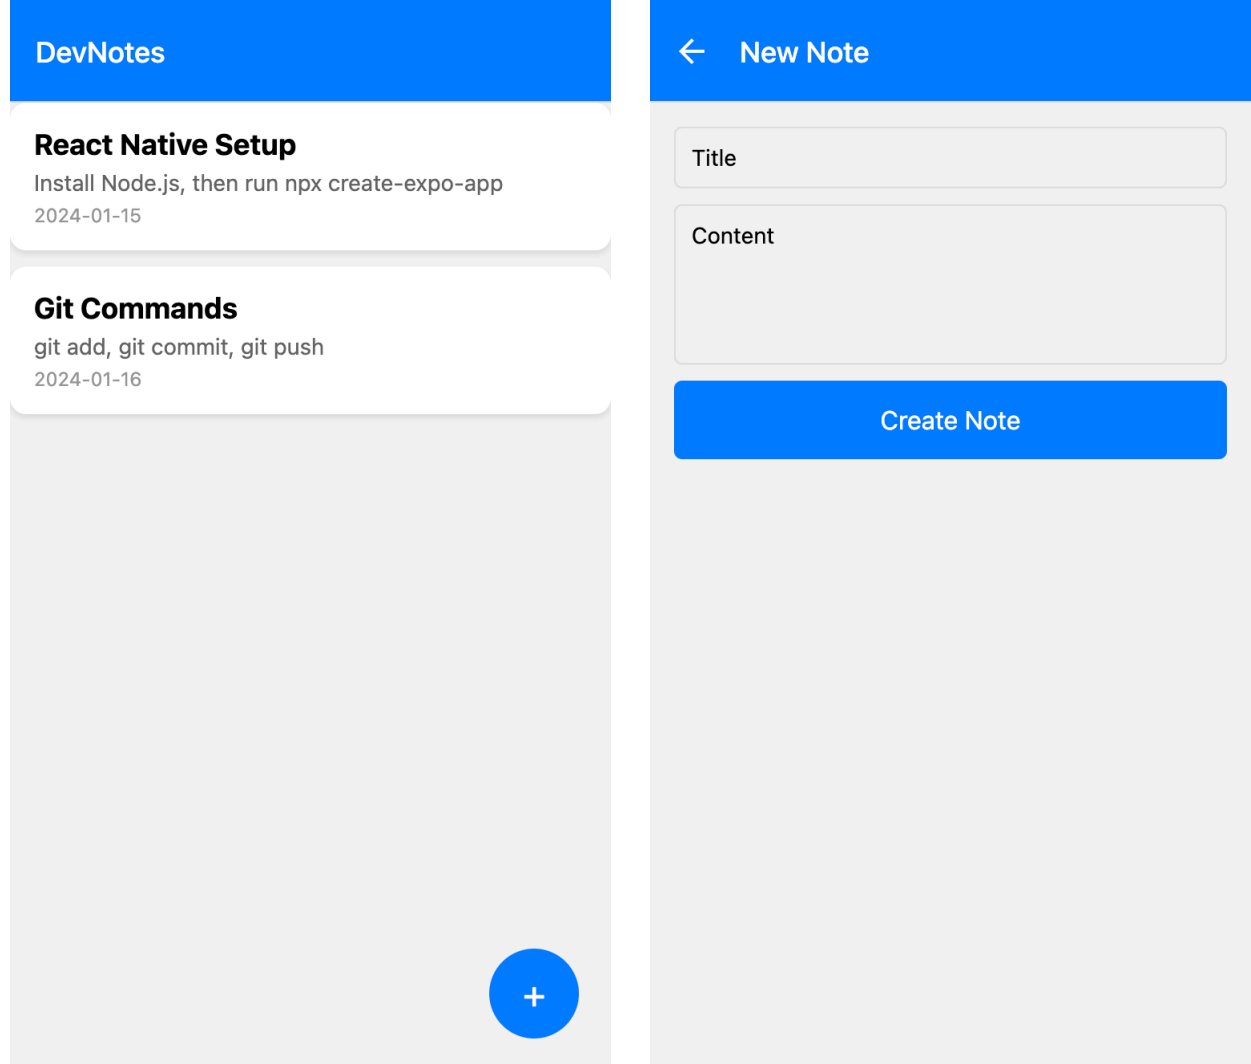 DevNotes
React Native Setup
Install Node.js, then run npx create-expo-app
2024-01-15
Git Commands
git add, git commit, git push
2024-01-16
+
New Note
Title
Content
Create Note